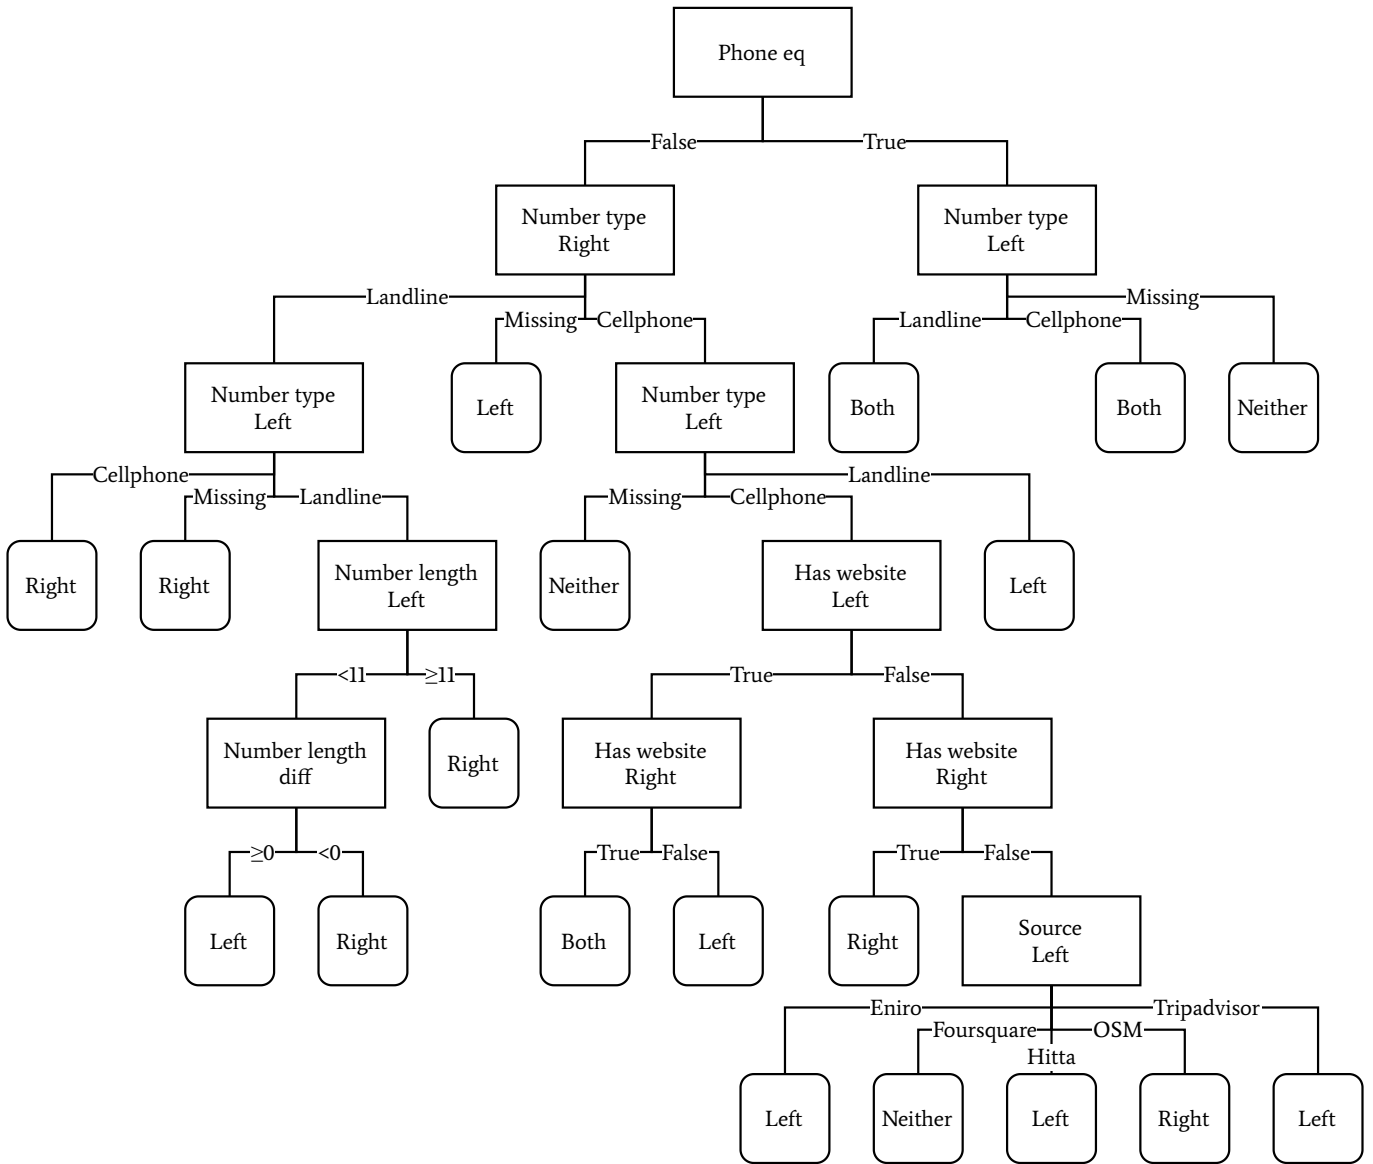 Phone eq
False
True
Number type
Right
Number type
Left
Landline
Missing
Missing
Cellphone
Landline
Cellphone
Number type
Left
Left
Number type
Left
Both
Both
Neither
Cellphone
Landline
Missing
Landline
Missing
Cellphone
Right
Right
Number length
Left
Neither
Has website
Left
Left
<11
≥11
True
False
Number length
diff
Right
Has website
Right
Has website
Right
≥0
<0
True
False
True
False
Left
Right
Both
Left
Right
Source
Left
Eniro
Tripadvisor
Foursquare
OSM
Hitta
Left
Neither
Left
Right
Left